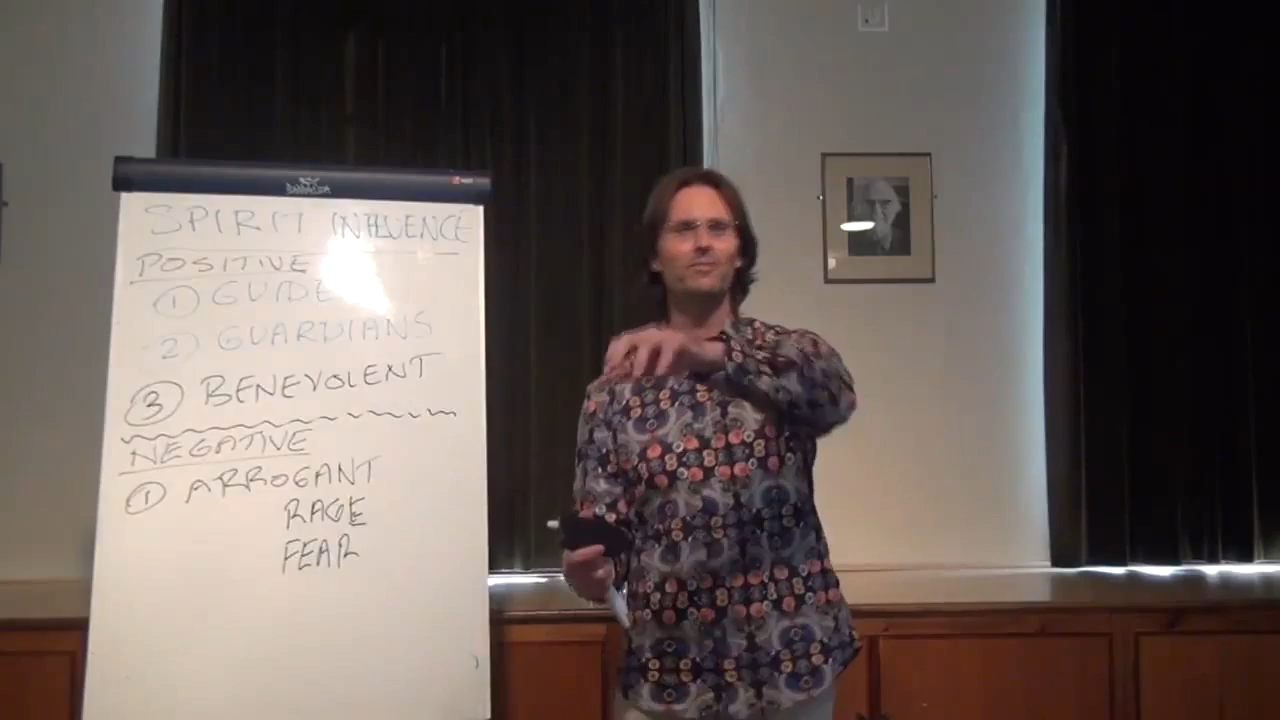 SPIRIT INFLUENCE
POSITIVE
① GUIDE
2) GUARDIANS
③ BENEVOLENT
NEGATIVE
① ARROGANT
RAGE
FEAR